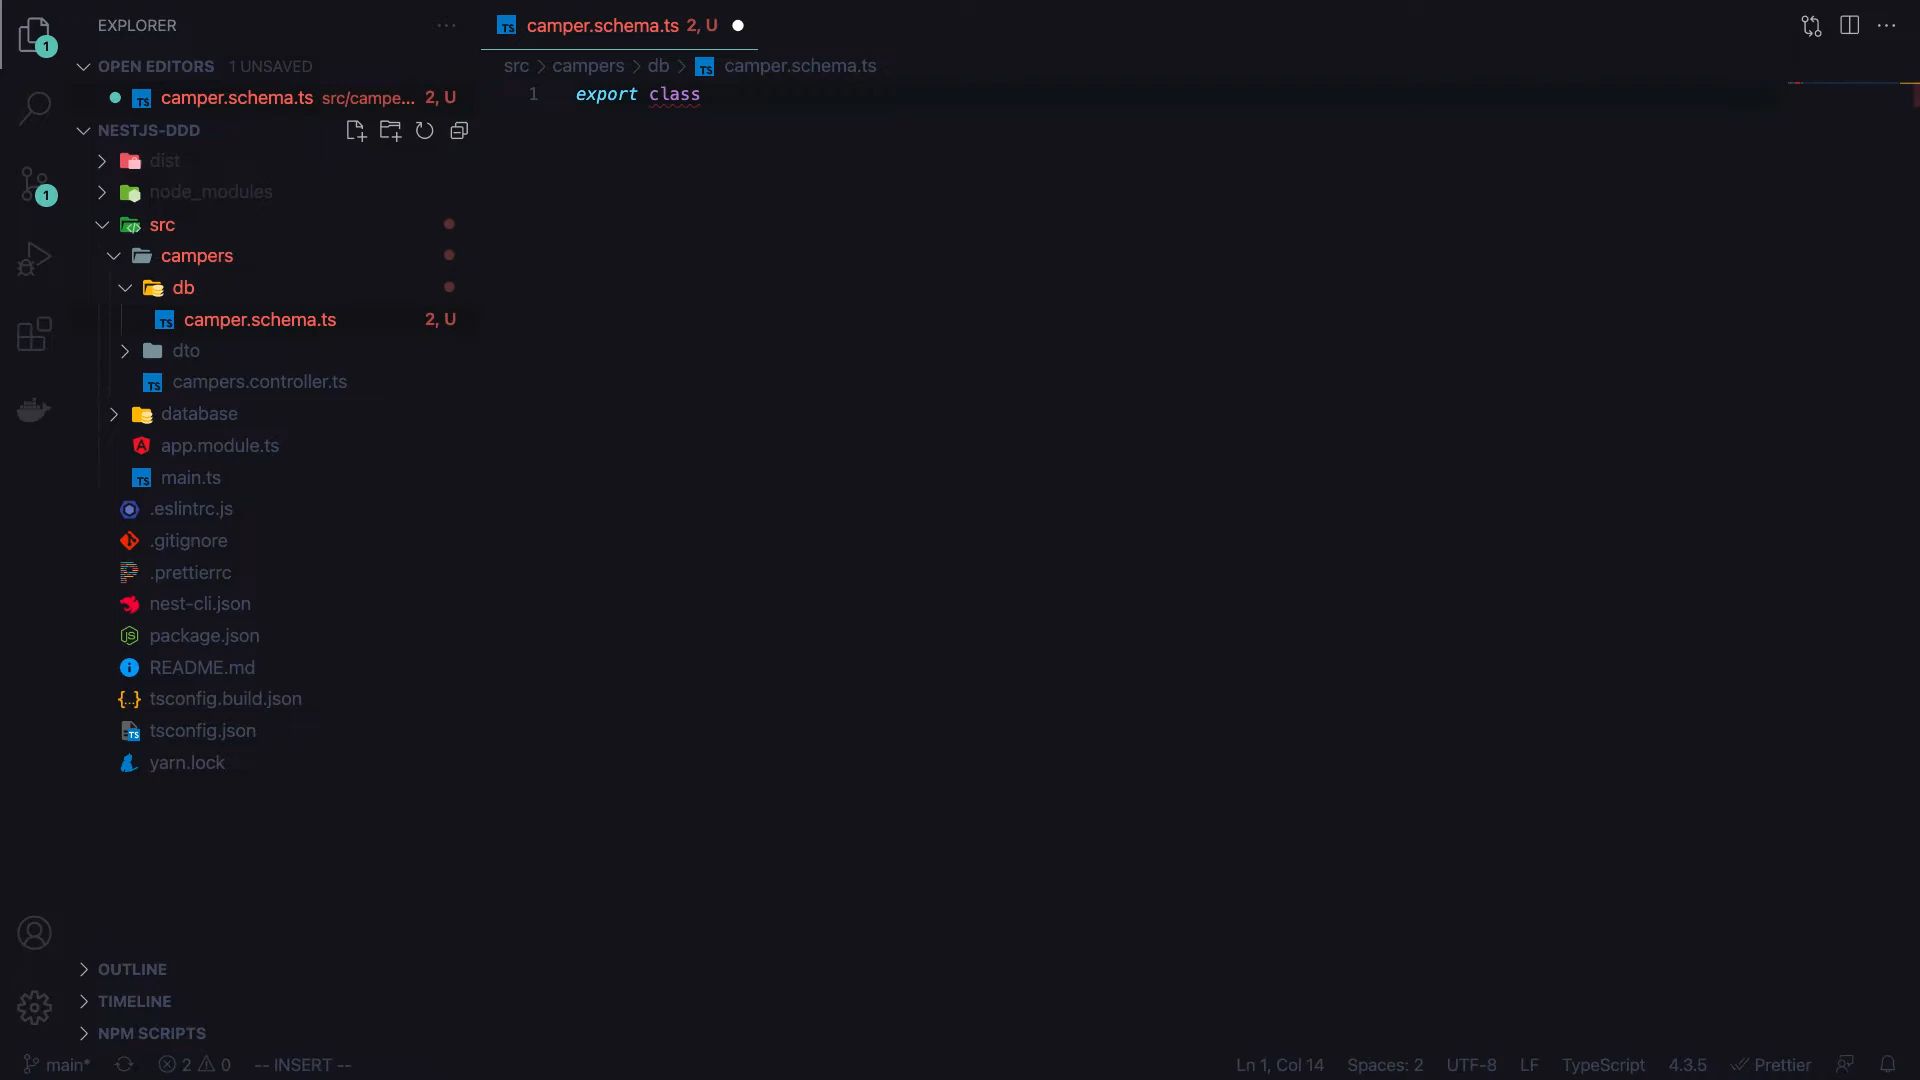 EXPLORER
OPEN EDITORS 1 UNSAVED
camper.schema.ts src/campe... 2, U
NESTJS-DDD
dist
node_modules
src
campers
db
camper.schema.ts 2, U
dto
campers.controller.ts
database
app.module.ts
main.ts
.eslintrc.js
.gitignore
.prettierrc
nest-cli.json
package.json
README.md
tsconfig.build.json
tsconfig.json
yarn.lock
OUTLINE
TIMELINE
NPM SCRIPTS
1
1
camper.schema.ts 2, U
src > campers > db > camper.schema.ts
1 export class
main* 2 0 -- INSERT -- Ln 1, Col 14 Spaces: 2 UTF-8 LF TypeScript 4.3.5 Prettier